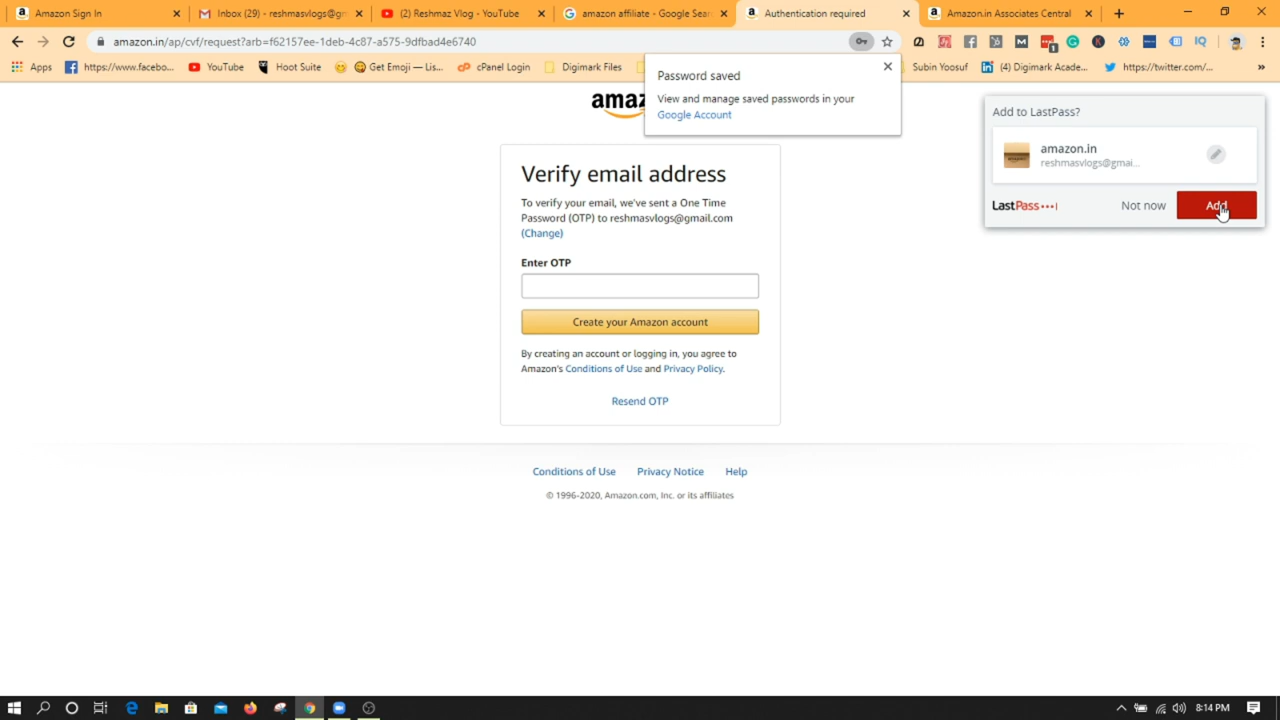 Amazon Sign In
Inbox (29) - reshmasvlogs@gm
(2) Reshmaz Vlog - YouTube
amazon affiliate - Google Sear
Authentication required
Amazon.in Associates Central
amazon.in/ap/cvf/request?arb=f62157ee-1deb-4c87-a575-9dfbad4e6740
Apps
https://www.facebo...
YouTube
Hoot Suite
Get Emoji — Lis...
cPanel Login
Digimark Files
Subin Yoosuf
(4) Digimark Acade...
https://twitter.com/...
»
Password saved
View and manage saved passwords in your
Google Account
Add to LastPass?
amazon.in
reshmasvlogs@gmai...
LastPass
Not now
Add
Verify email address
To verify your email, we've sent a One Time
Password (OTP) to reshmasvlogs@gmail.com
(Change)
Enter OTP
Create your Amazon account
By creating an account or logging in, you agree to
Amazon's Conditions of Use and Privacy Policy.
Resend OTP
Conditions of Use
Privacy Notice
Help
© 1996-2020, Amazon.com, Inc. or its affiliates
8:14 PM